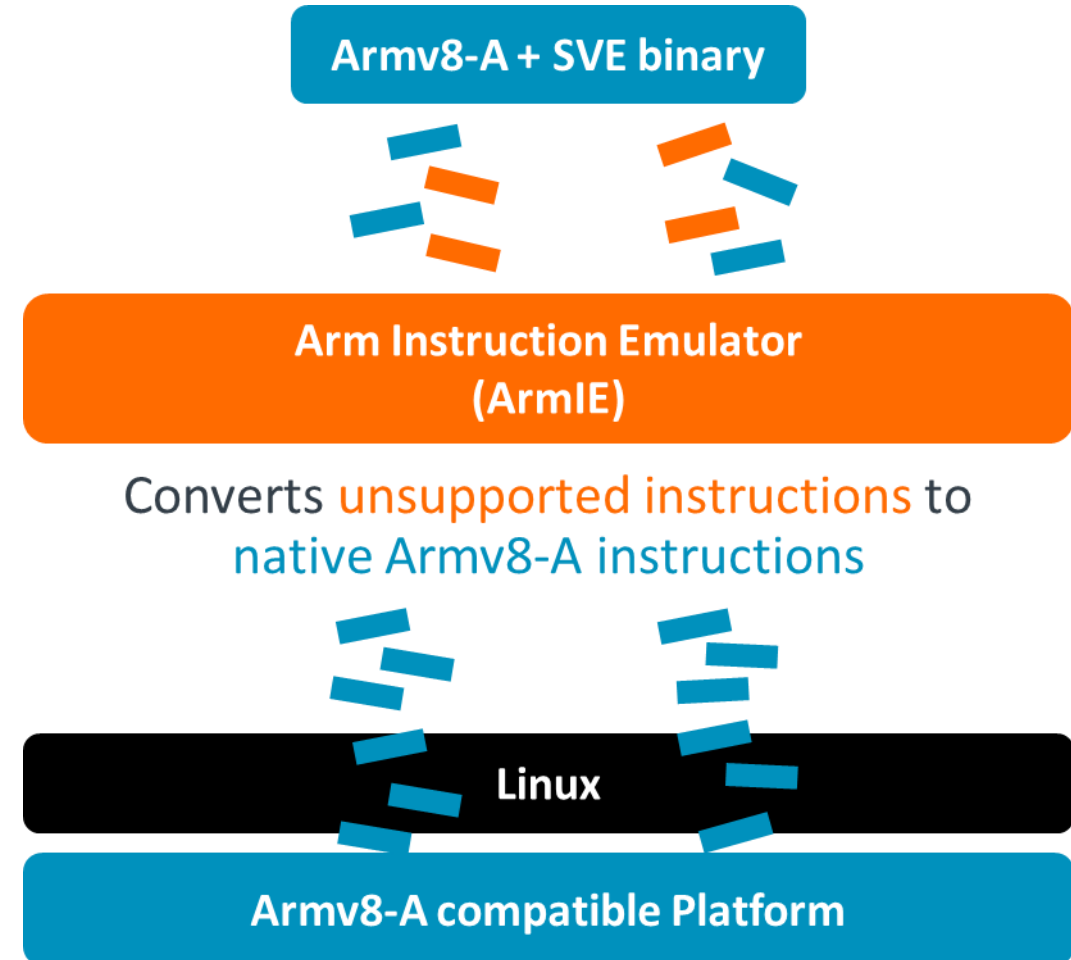 Armv8-A + SVE binary
Arm Instruction Emulator
(ArmIE)
Converts unsupported instructions to
native Armv8-A instructions
Linux
Armv8-A compatible Platform